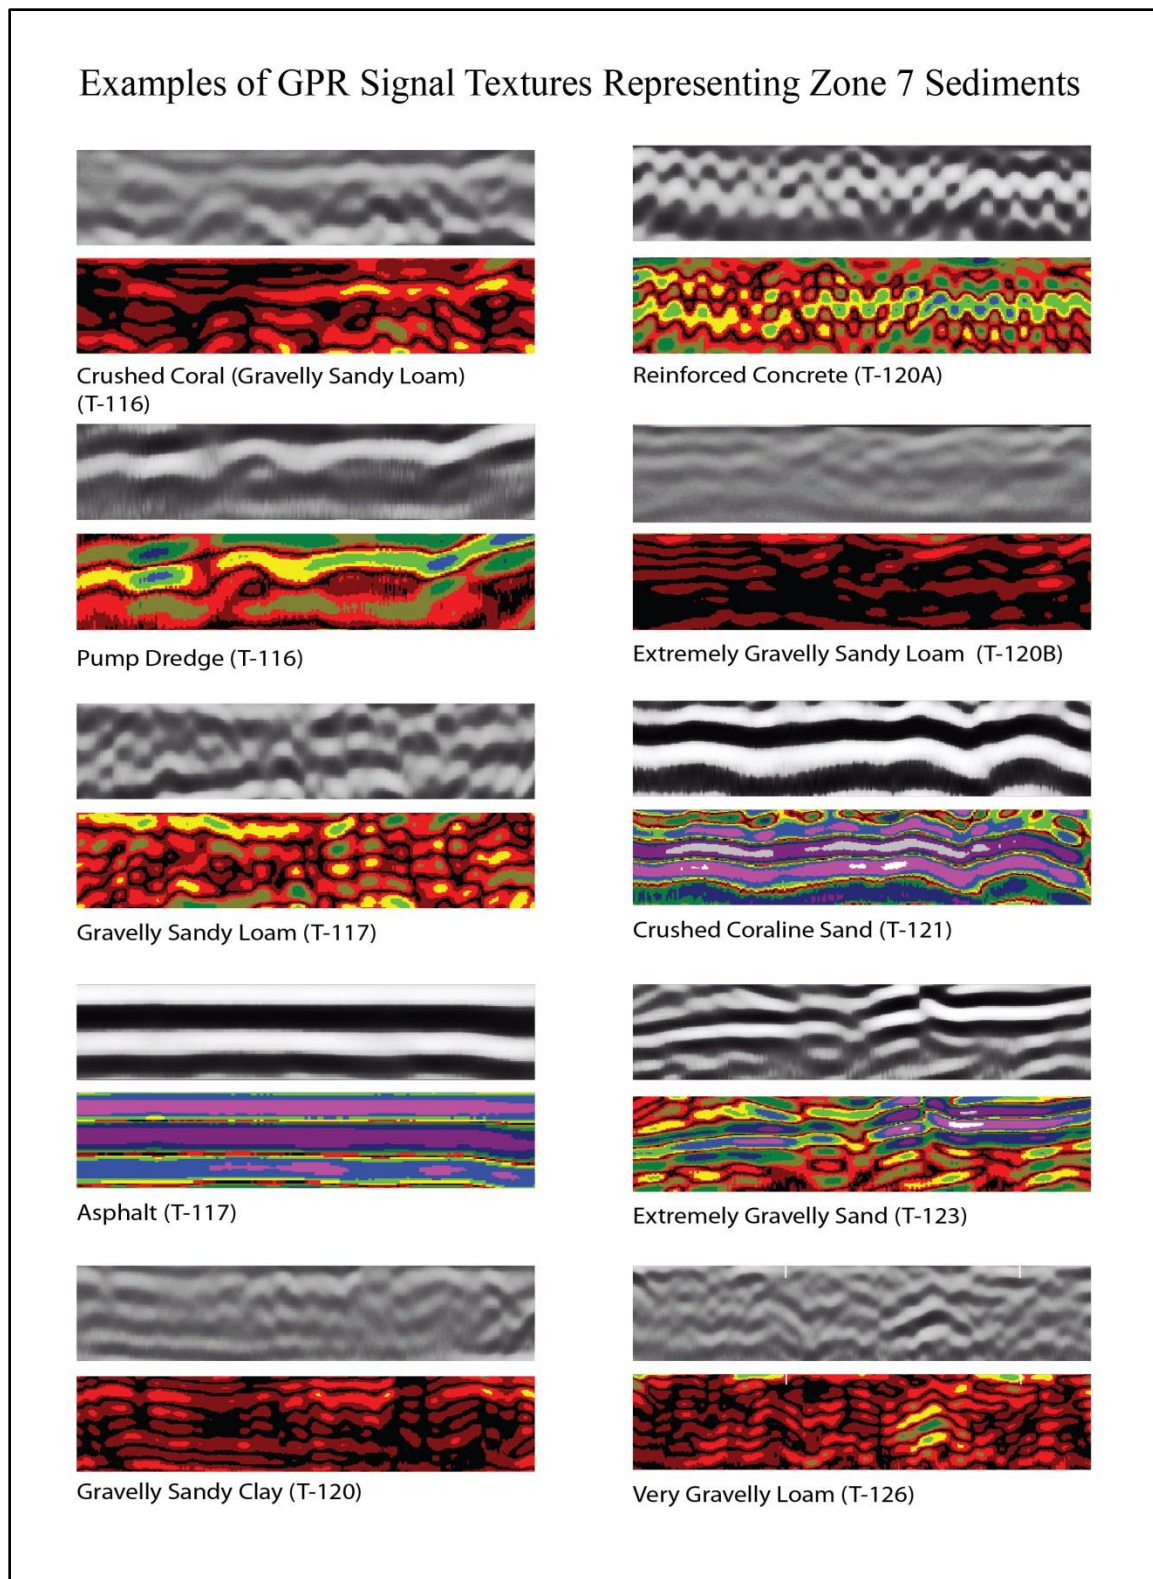 Examples of GPR Signal Textures Representing Zone 7 Sediments
Crushed Coral (Gravelly Sandy Loam)
(T-116)
Reinforced Concrete (T-120A)
Pump Dredge (T-116)
Extremely Gravelly Sandy Loam (T-120B)
Gravelly Sandy Loam (T-117)
Crushed Coraline Sand (T-121)
Asphalt (T-117)
Extremely Gravelly Sand (T-123)
Gravelly Sandy Clay (T-120)
Very Gravelly Loam (T-126)